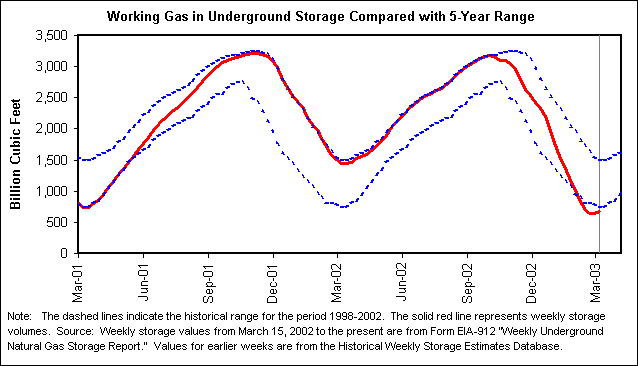 Working Gas in Underground Storage Compared with 5-Year Range
Billion Cubic Feet
3,500
3,000
2,500
2,000
1,500
1,000
500
0
Mar-01
Jun-01
Sep-01
Dec-01
Mar-02
Jun-02
Sep-02
Dec-02
Mar-03
Note: The dashed lines indicate the historical range for the period 1998-2002. The solid red line represents weekly storage
volumes. Source: Weekly storage values from March 15, 2002 to the present are from Form EIA-912 "Weekly Underground
Natural Gas Storage Report." Values for earlier weeks are from the Historical Weekly Storage Estimates Database.